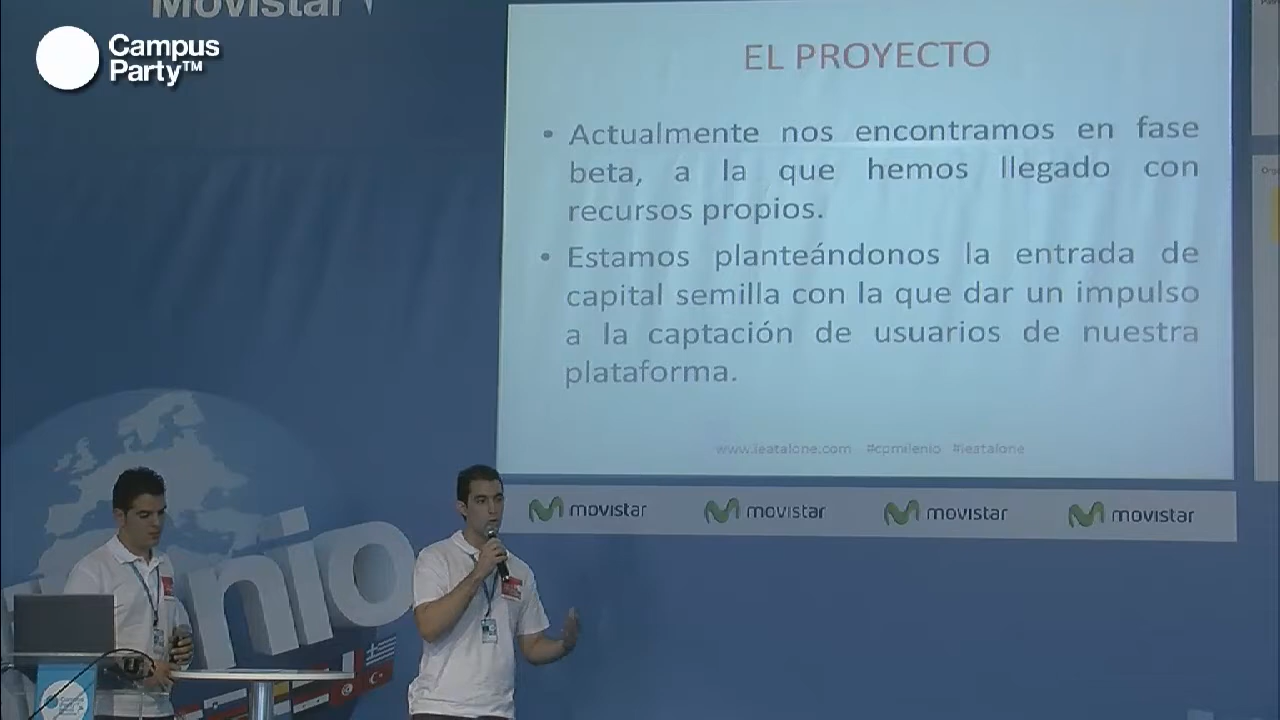 Movistar
Campus
Party™
EL PROYECTO
• Actualmente nos encontramos en fase
beta, a la que hemos llegado con
recursos propios.
• Estamos planteándonos la entrada de
capital semilla con la que dar un impulso
a la captación de usuarios de nuestra
plataforma.
www.ieatalone.com #cpmilenio #ieatalone
movistar movistar movistar movistar
nio